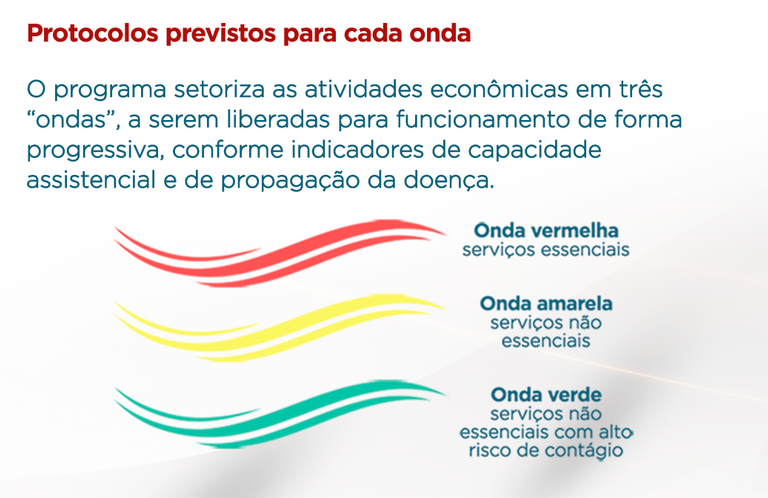 Protocolos previstos para cada onda
O programa setoriza as atividades econômicas em três
“ondas”, a serem liberadas para funcionamento de forma
progressiva, conforme indicadores de capacidade
assistencial e de propagação da doença.
Onda vermelha
serviços essenciais
Onda amarela
serviços não
essenciais
Onda verde
serviços não
essenciais com alto
risco de contágio